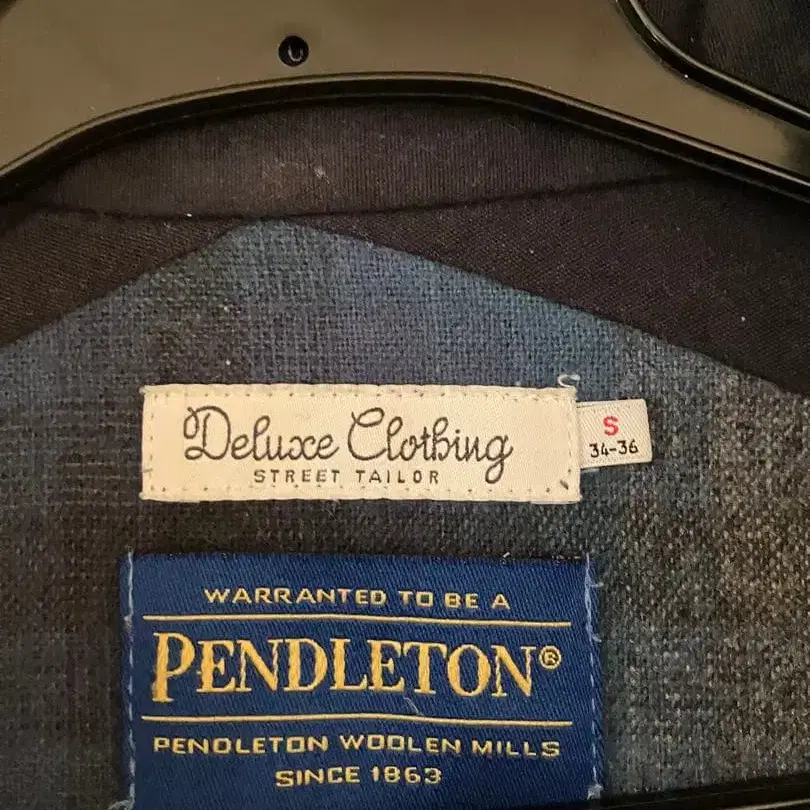 Deluxe Clothing
STREET TAILOR
S
34-36
WARRANTED TO BE A
PENDLETON®
PENDLETON WOOLEN MILLS
SINCE 1863